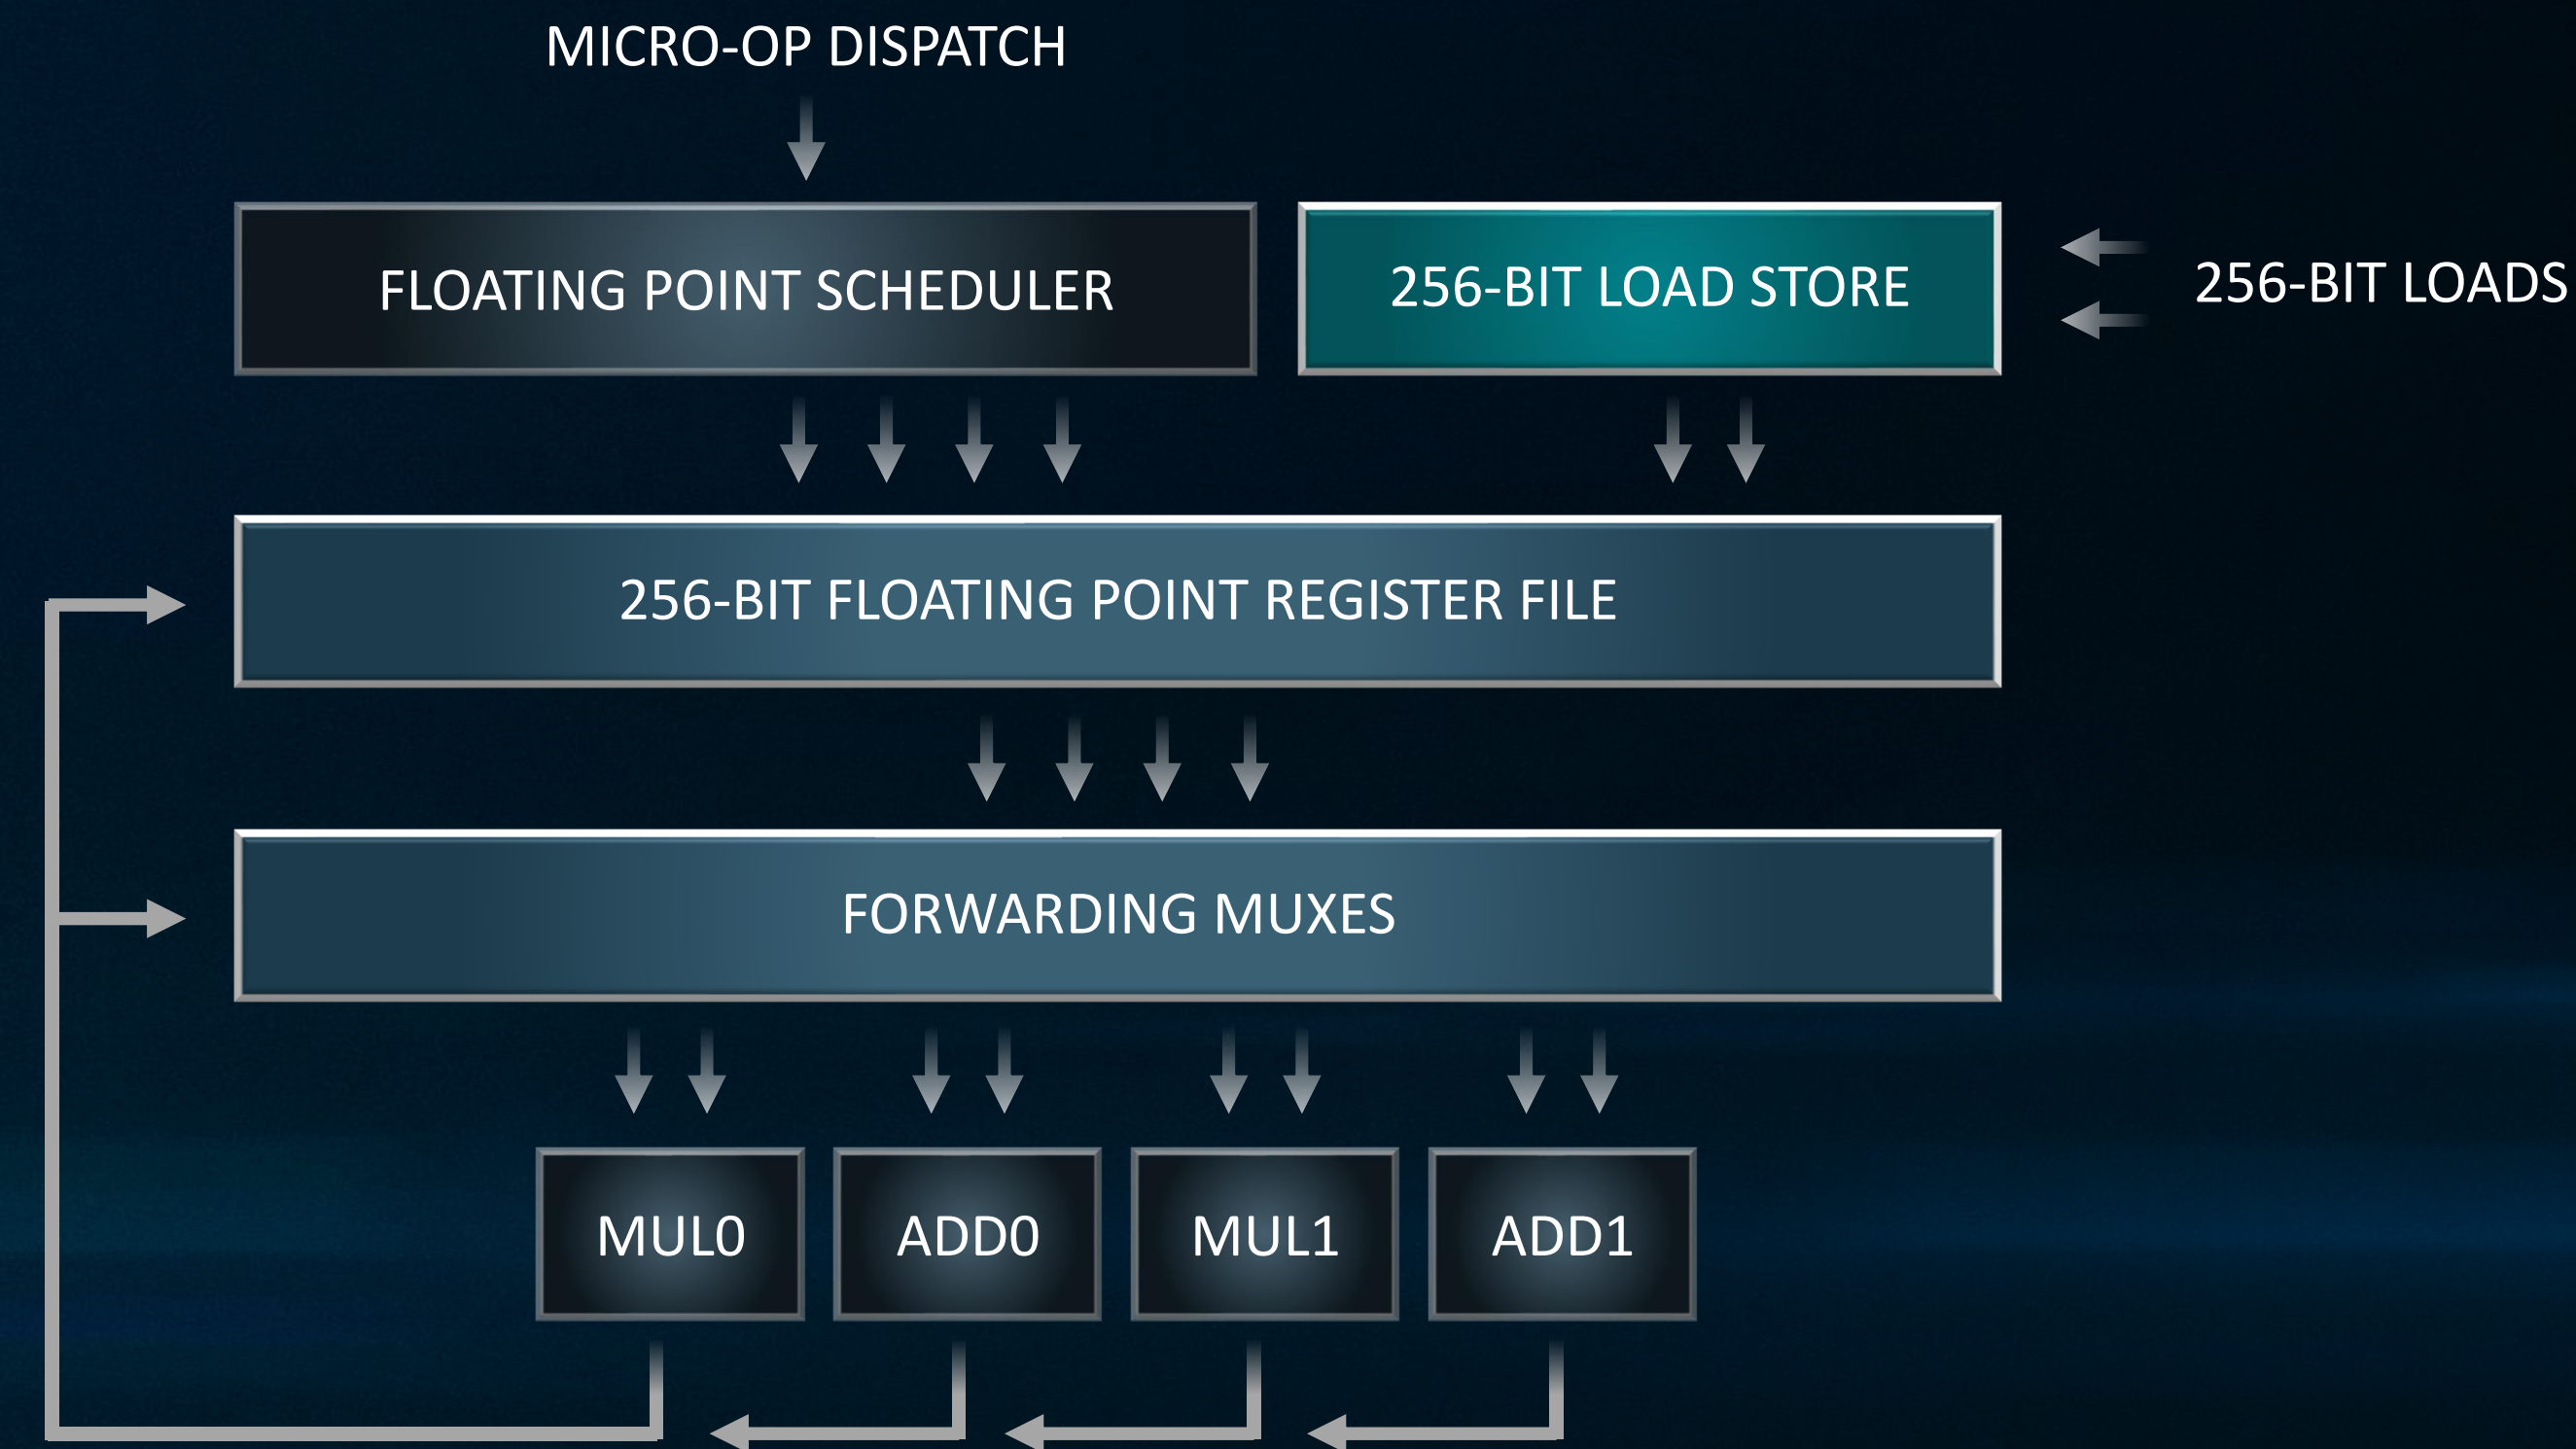 MICRO-OP DISPATCH
FLOATING POINT SCHEDULER
256-BIT LOAD STORE
256-BIT LOADS
256-BIT FLOATING POINT REGISTER FILE
FORWARDING MUXES
MUL0
ADD0
MUL1
ADD1